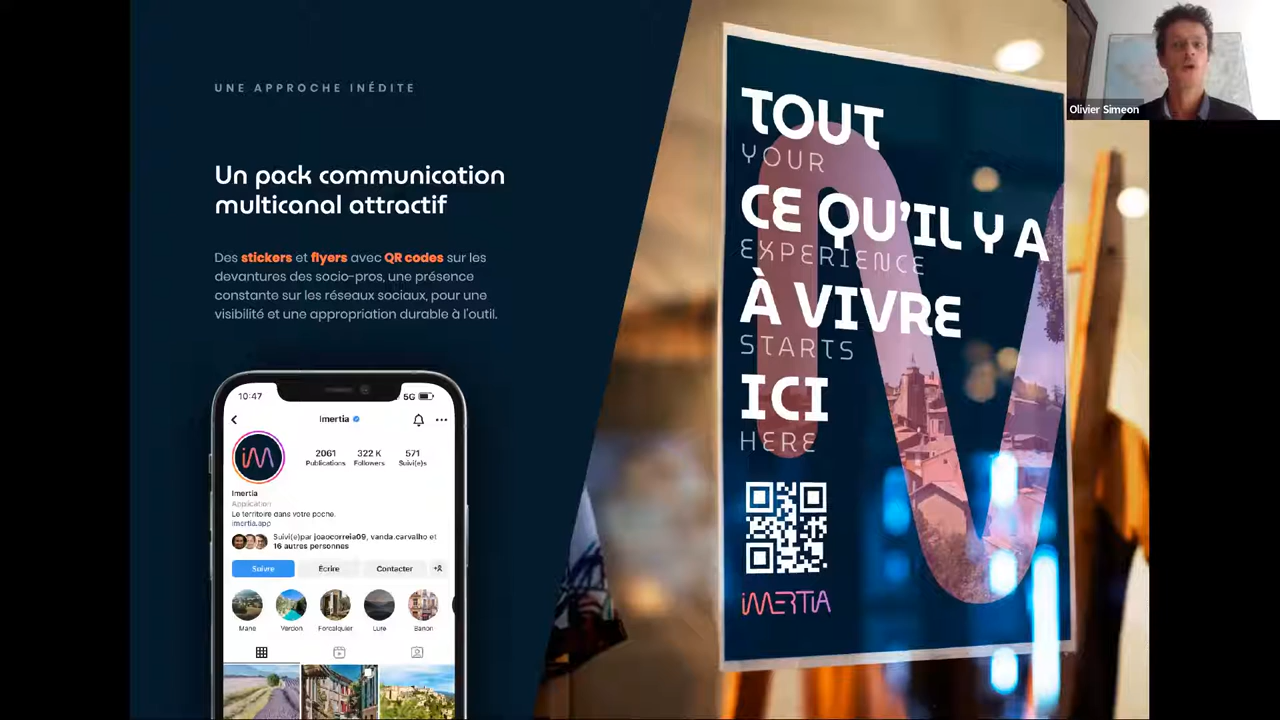 UNE APPROCHE INÉDITE
Un pack communication
multicanal attractif
Des stickers et flyers avec QR codes sur les
devantures des socio-pros, une présence
constante sur les réseaux sociaux, pour une
visibilité et une appropriation durable à l'outil.
10:47
5G
Imertia
2061
322 K
571
Publications
Followers
Suivi(e)s
Imertia
Application
Le territoire dans votre poche.
imertia.app
Suivi(e)par joaocorreia09, vanda.carvalho et
16 autres personnes
Suivre
Écrire
Contacter
Mane
Verdon
Forcalquier
Lure
Banon
TOUT
YOUR
CE QU'IL Y A
EXPERIENCE
À VIVRE
STARTS
ICI
HERE
iMERTIA
Olivier Simeon